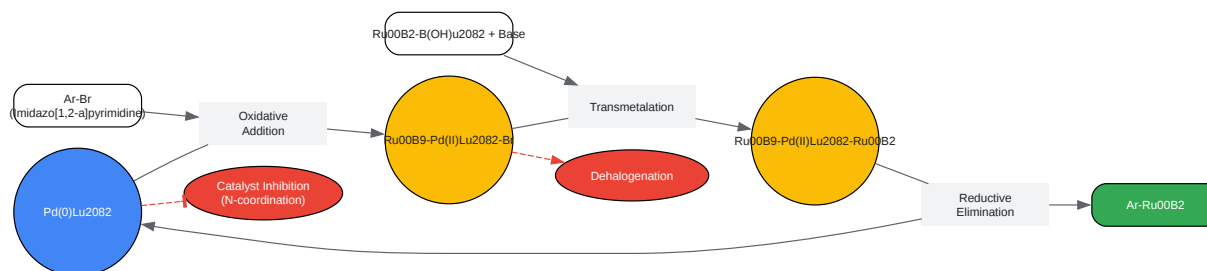 Ru00B2-B(OH)u2082 + Base
Ar-Br
(Imidazo[1,2-a]pyrimidine)
Oxidative
Addition
Transmetalation
Ru00B9-Pd(II)Lu2082-Br
Ru00B9-Pd(II)Lu2082-Ru00B2
Catalyst Inhibition
(N-coordination)
Dehalogenation
Pd(0)Lu2082
Reductive
Elimination
Ar-Ru00B2